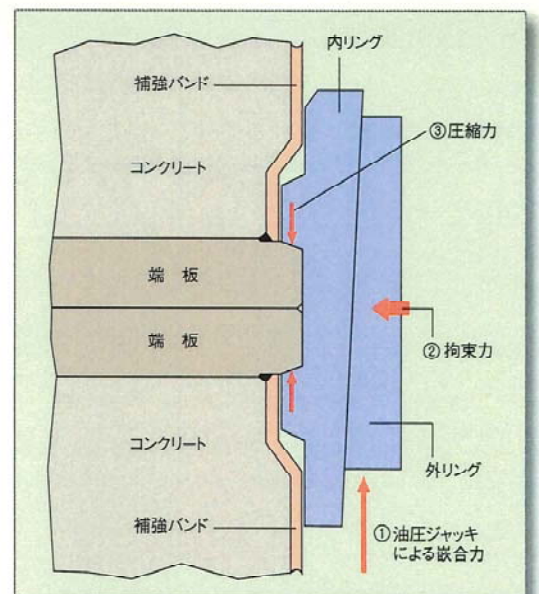 内リング
補強バンド
③圧縮力
コンクリート
端 板
端 板
②拘束力
コンクリート
外リング
補強バンド
①油圧ジャッキ
による嵌合力